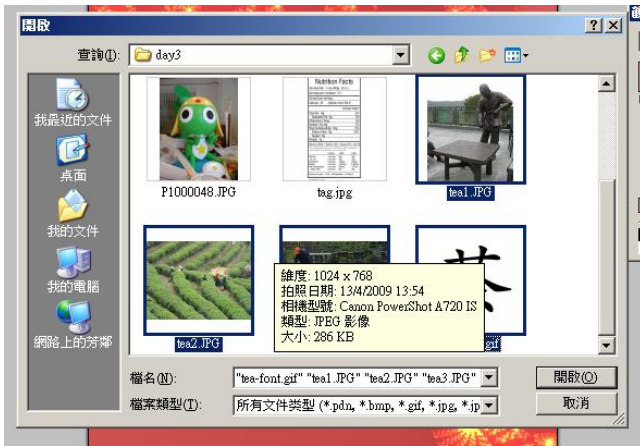 開啟
查詢(I):
day3
我最近的文件
桌面
我的文件
我的電腦
網路上的芳鄰
Nutrition Facts
P1000048.JPG
tag.jpg
tea1.JPG
茶
維度: 1024 x 768
拍照日期: 13/4/2009 13:54
相機型號: Canon PowerShot A720 IS
類型: JPEG 影像
大小: 286 KB
tea2.JPG
gif
檔名(N):
"tea-font.gif" "tea1.JPG" "tea2.JPG" "tea3.JPG"
開啟(O)
檔案類型(T):
所有文件类型 (*.pdn, *.bmp, *.gif, *.jpg, *.jp
取消